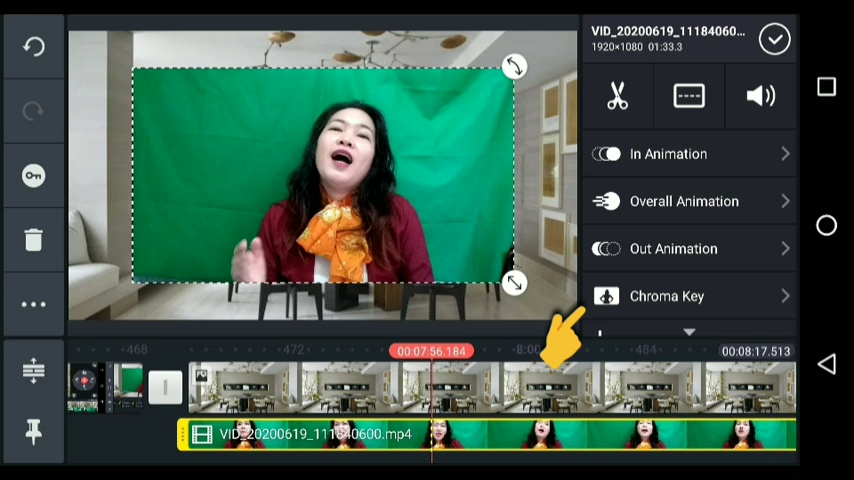 VID_20200619_11184060...
1920×1080 01:33.3
In Animation
Overall Animation
Out Animation
Chroma Key
468
472
00:07:56.184
8:00
484
00:08:17.513
VID_20200619_111840600.mp4